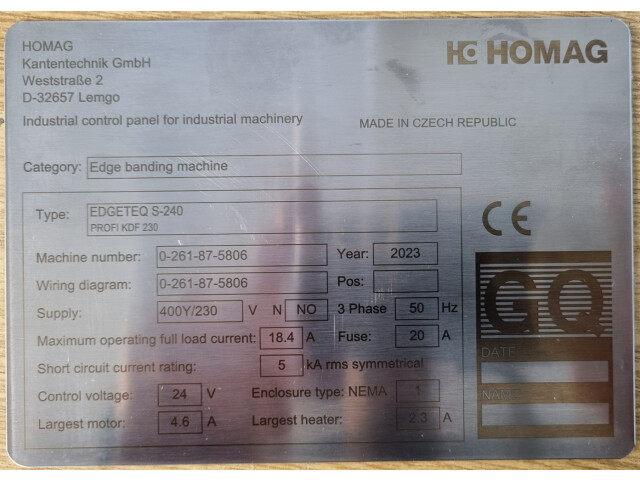 HOMAG
Kantentechnik GmbH
Weststraße 2
D-32657 Lemgo
HOMAG
Industrial control panel for industrial machinery
MADE IN CZECH REPUBLIC
Category: Edge banding machine
Type: EDGETEQ S-240
PROFI KDF 230
Machine number: 0-261-87-5806 Year: 2023
Wiring diagram: 0-261-87-5806 Pos:
Supply: 400Y/230 V N NO 3 Phase 50 Hz
Maximum operating full load current: 18.4 A Fuse: 20 A
Short circuit current rating: 5 kA rms symmetrical
Control voltage: 24 V Enclosure type: NEMA 1
Largest motor: 4.6 A Largest heater: 2.3 A
CE
GQ
DATE
NAME